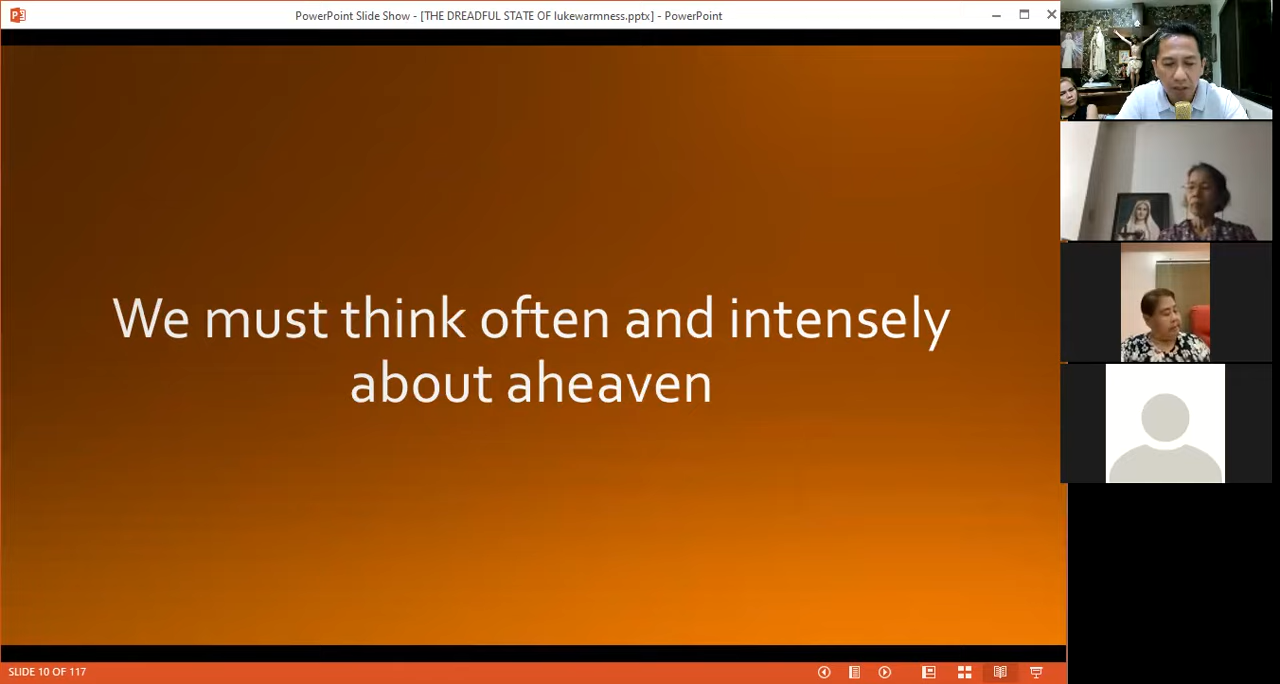 PowerPoint Slide Show - [THE DREADFUL STATE OF lukewarmness.pptx] - PowerPoint
We must think often and intensely
about aheaven
SLIDE 10 OF 117